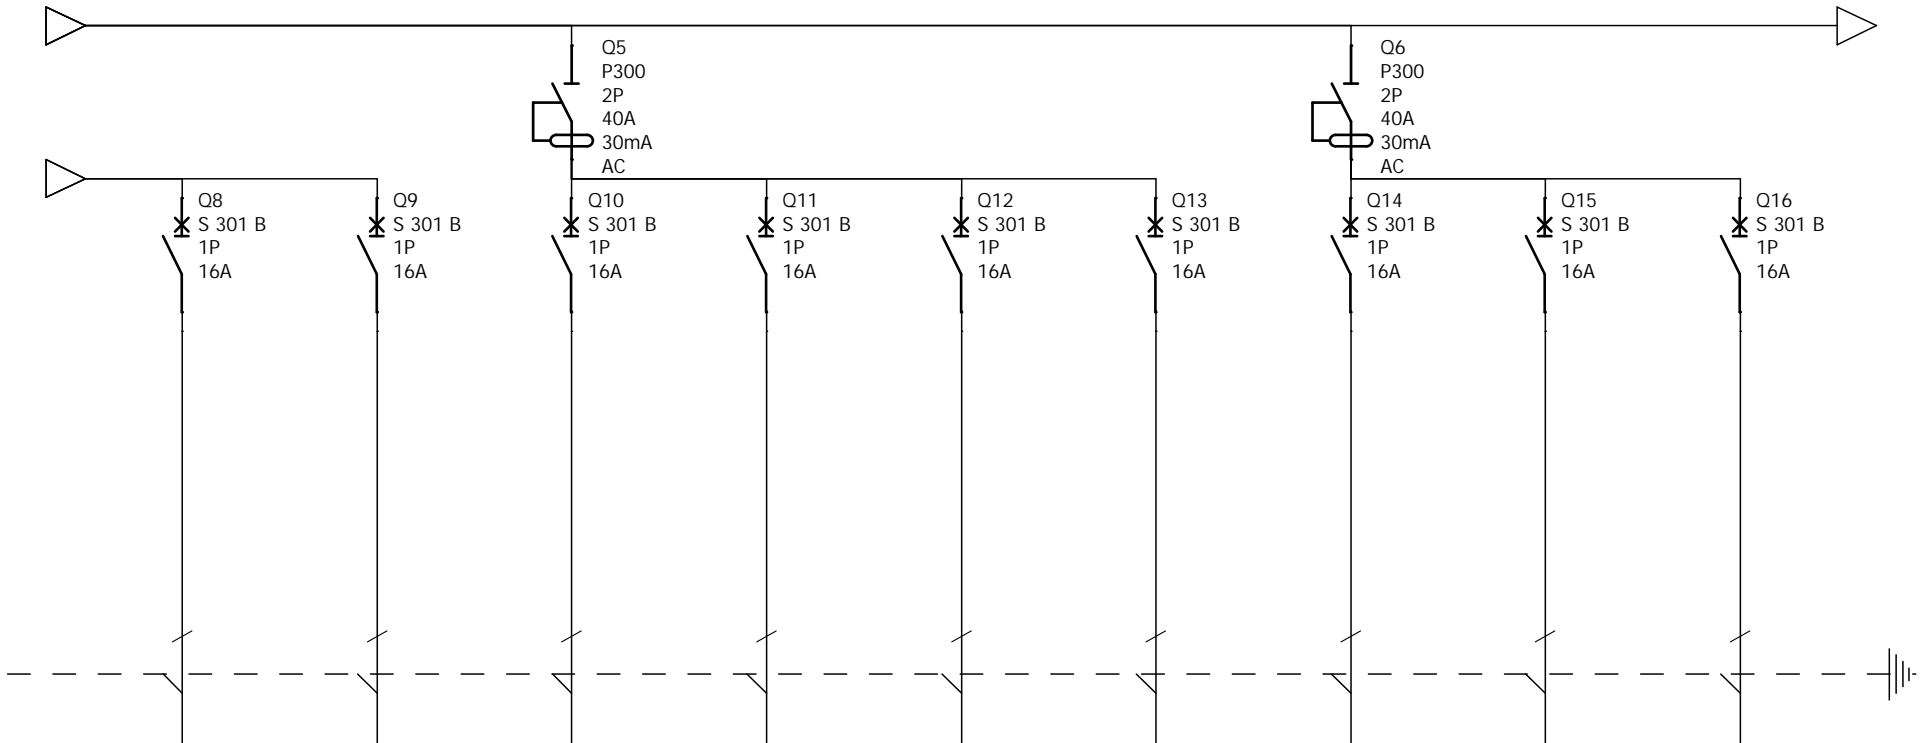 Q5
P300
2P
40A
30mA
AC
Q6
P300
2P
40A
30mA
AC
Q8
S 301 B
1P
16A
Q9
S 301 B
1P
16A
Q10
S 301 B
1P
16A
Q11
S 301 B
1P
16A
Q12
S 301 B
1P
16A
Q13
S 301 B
1P
16A
Q14
S 301 B
1P
16A
Q15
S 301 B
1P
16A
Q16
S 301 B
1P
16A